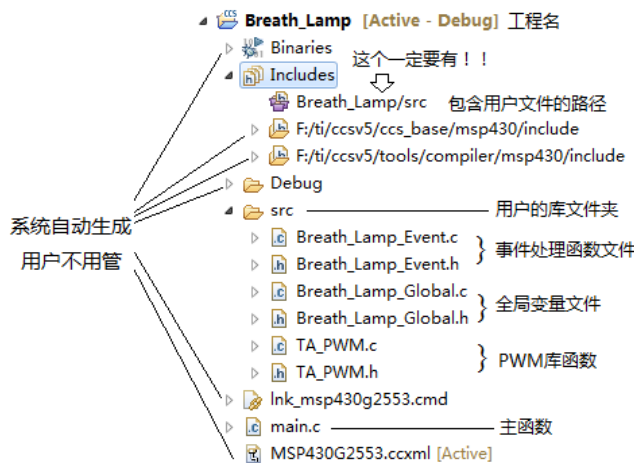 Breath_Lamp [Active - Debug] 工程名
Binaries
这个一定要有！！
Includes
Breath_Lamp/src 包含用户文件的路径
F:/ti/ccsv5/ccs_base/msp430/include
F:/ti/ccsv5/tools/compiler/msp430/include
Debug
系统自动生成
用户不用管
src 用户的库文件夹
Breath_Lamp_Event.c
Breath_Lamp_Event.h
事件处理函数文件
Breath_Lamp_Global.c
Breath_Lamp_Global.h
全局变量文件
TA_PWM.c
TA_PWM.h
PWM库函数
lnk_msp430g2553.cmd
main.c 主函数
MSP430G2553.ccxml [Active]